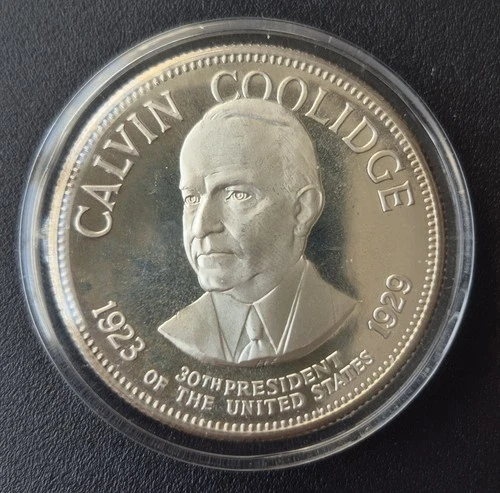 CALVIN COOLIDGE
1923
1929
30TH PRESIDENT
OF THE UNITED STATES